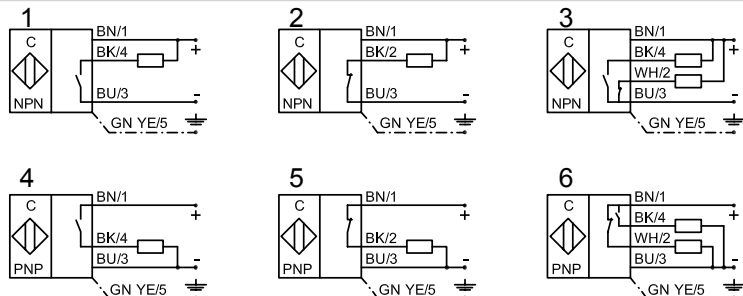 1
C
NPN
BN/1
BK/4
BU/3
GN YE/5
+
-
2
C
NPN
BN/1
BK/2
BU/3
GN YE/5
+
-
3
C
NPN
BN/1
BK/4
WH/2
BU/3
GN YE/5
+
-
4
C
PNP
BN/1
BK/4
BU/3
GN YE/5
+
-
5
C
PNP
BN/1
BK/2
BU/3
GN YE/5
+
-
6
C
PNP
BN/1
BK/4
WH/2
BU/3
GN YE/5
+
-